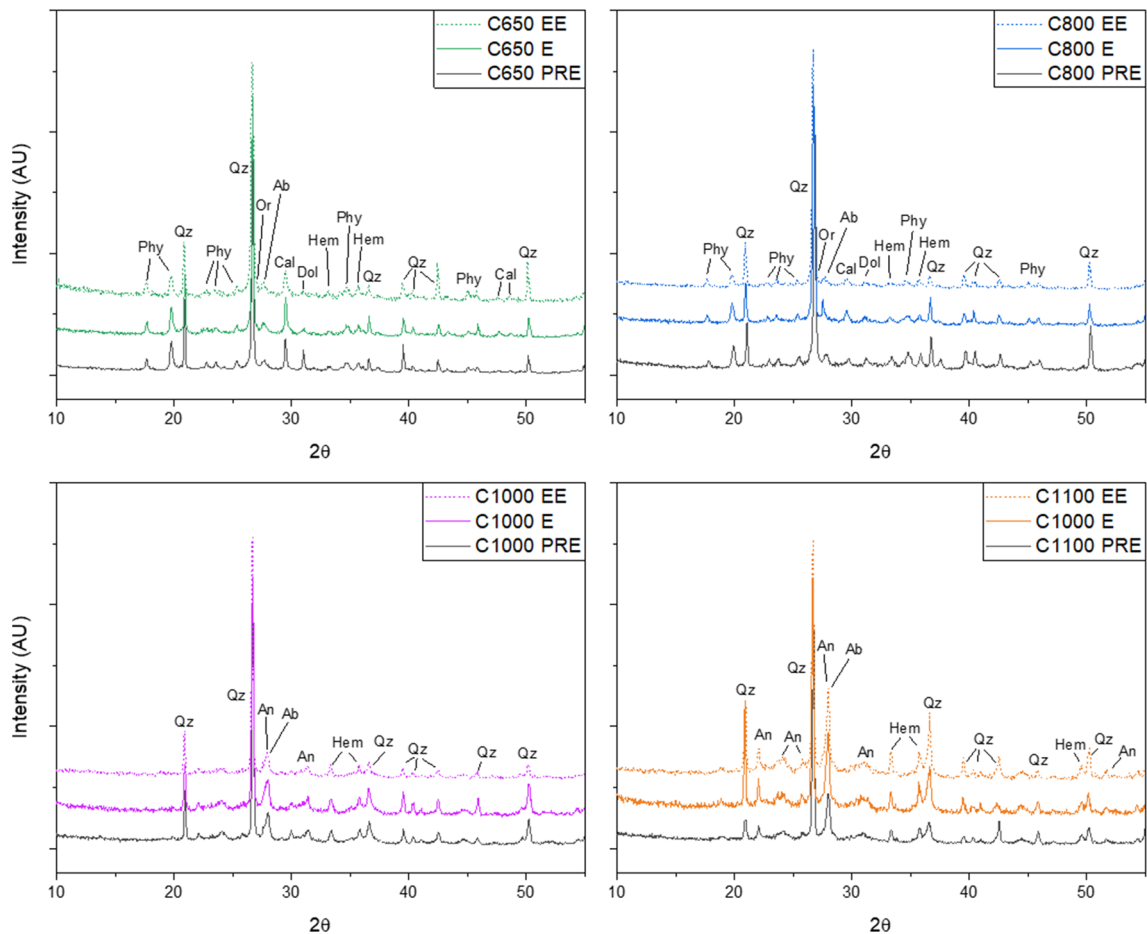 C650 EE
C650 E
C650 PRE
Intensity (AU)
Qz
Ab
Or
Qz
Phy
Phy
Hem
Phy
Hem
Cal
Dol
Qz
Qz
Phy
Cal
Qz
10 20 30 40 50
2θ
C800 EE
C800 E
C800 PRE
Qz
Ab
Or
Qz
Phy
Phy
Cal
Dol
Hem
Phy
Hem
Qz
Qz
Phy
Qz
10 20 30 40 50
2θ
C1000 EE
C1000 E
C1000 PRE
Intensity (AU)
Qz
Qz
An
Ab
An
Hem
Qz
Qz
Qz
Qz
10 20 30 40 50
2θ
C1100 EE
C1000 E
C1100 PRE
Qz
An
Ab
Qz
An
An
An
Hem
Qz
Qz
Hem
Qz
An
10 20 30 40 50
2θ